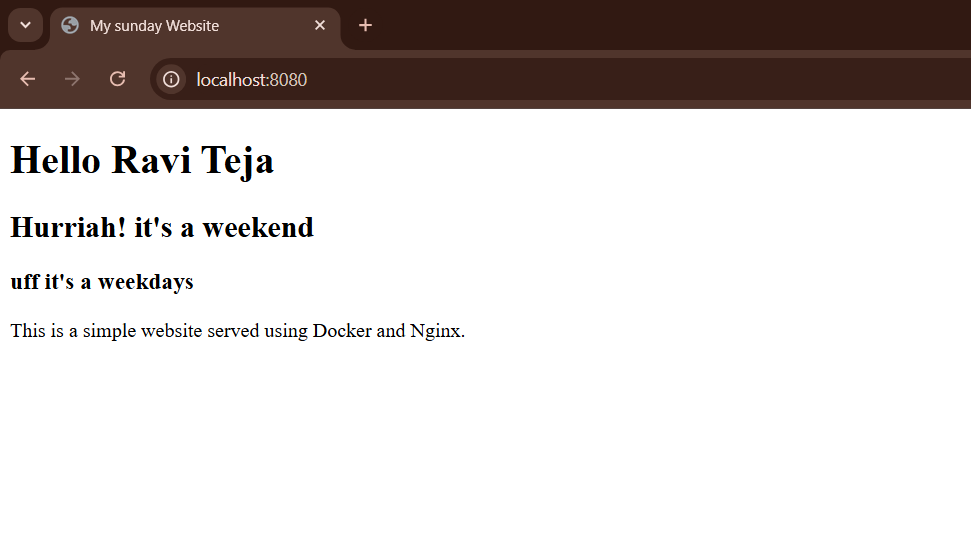 My sunday Website
localhost:8080
Hello Ravi Teja
Hurriah! it's a weekend
uff it's a weekdays
This is a simple website served using Docker and Nginx.